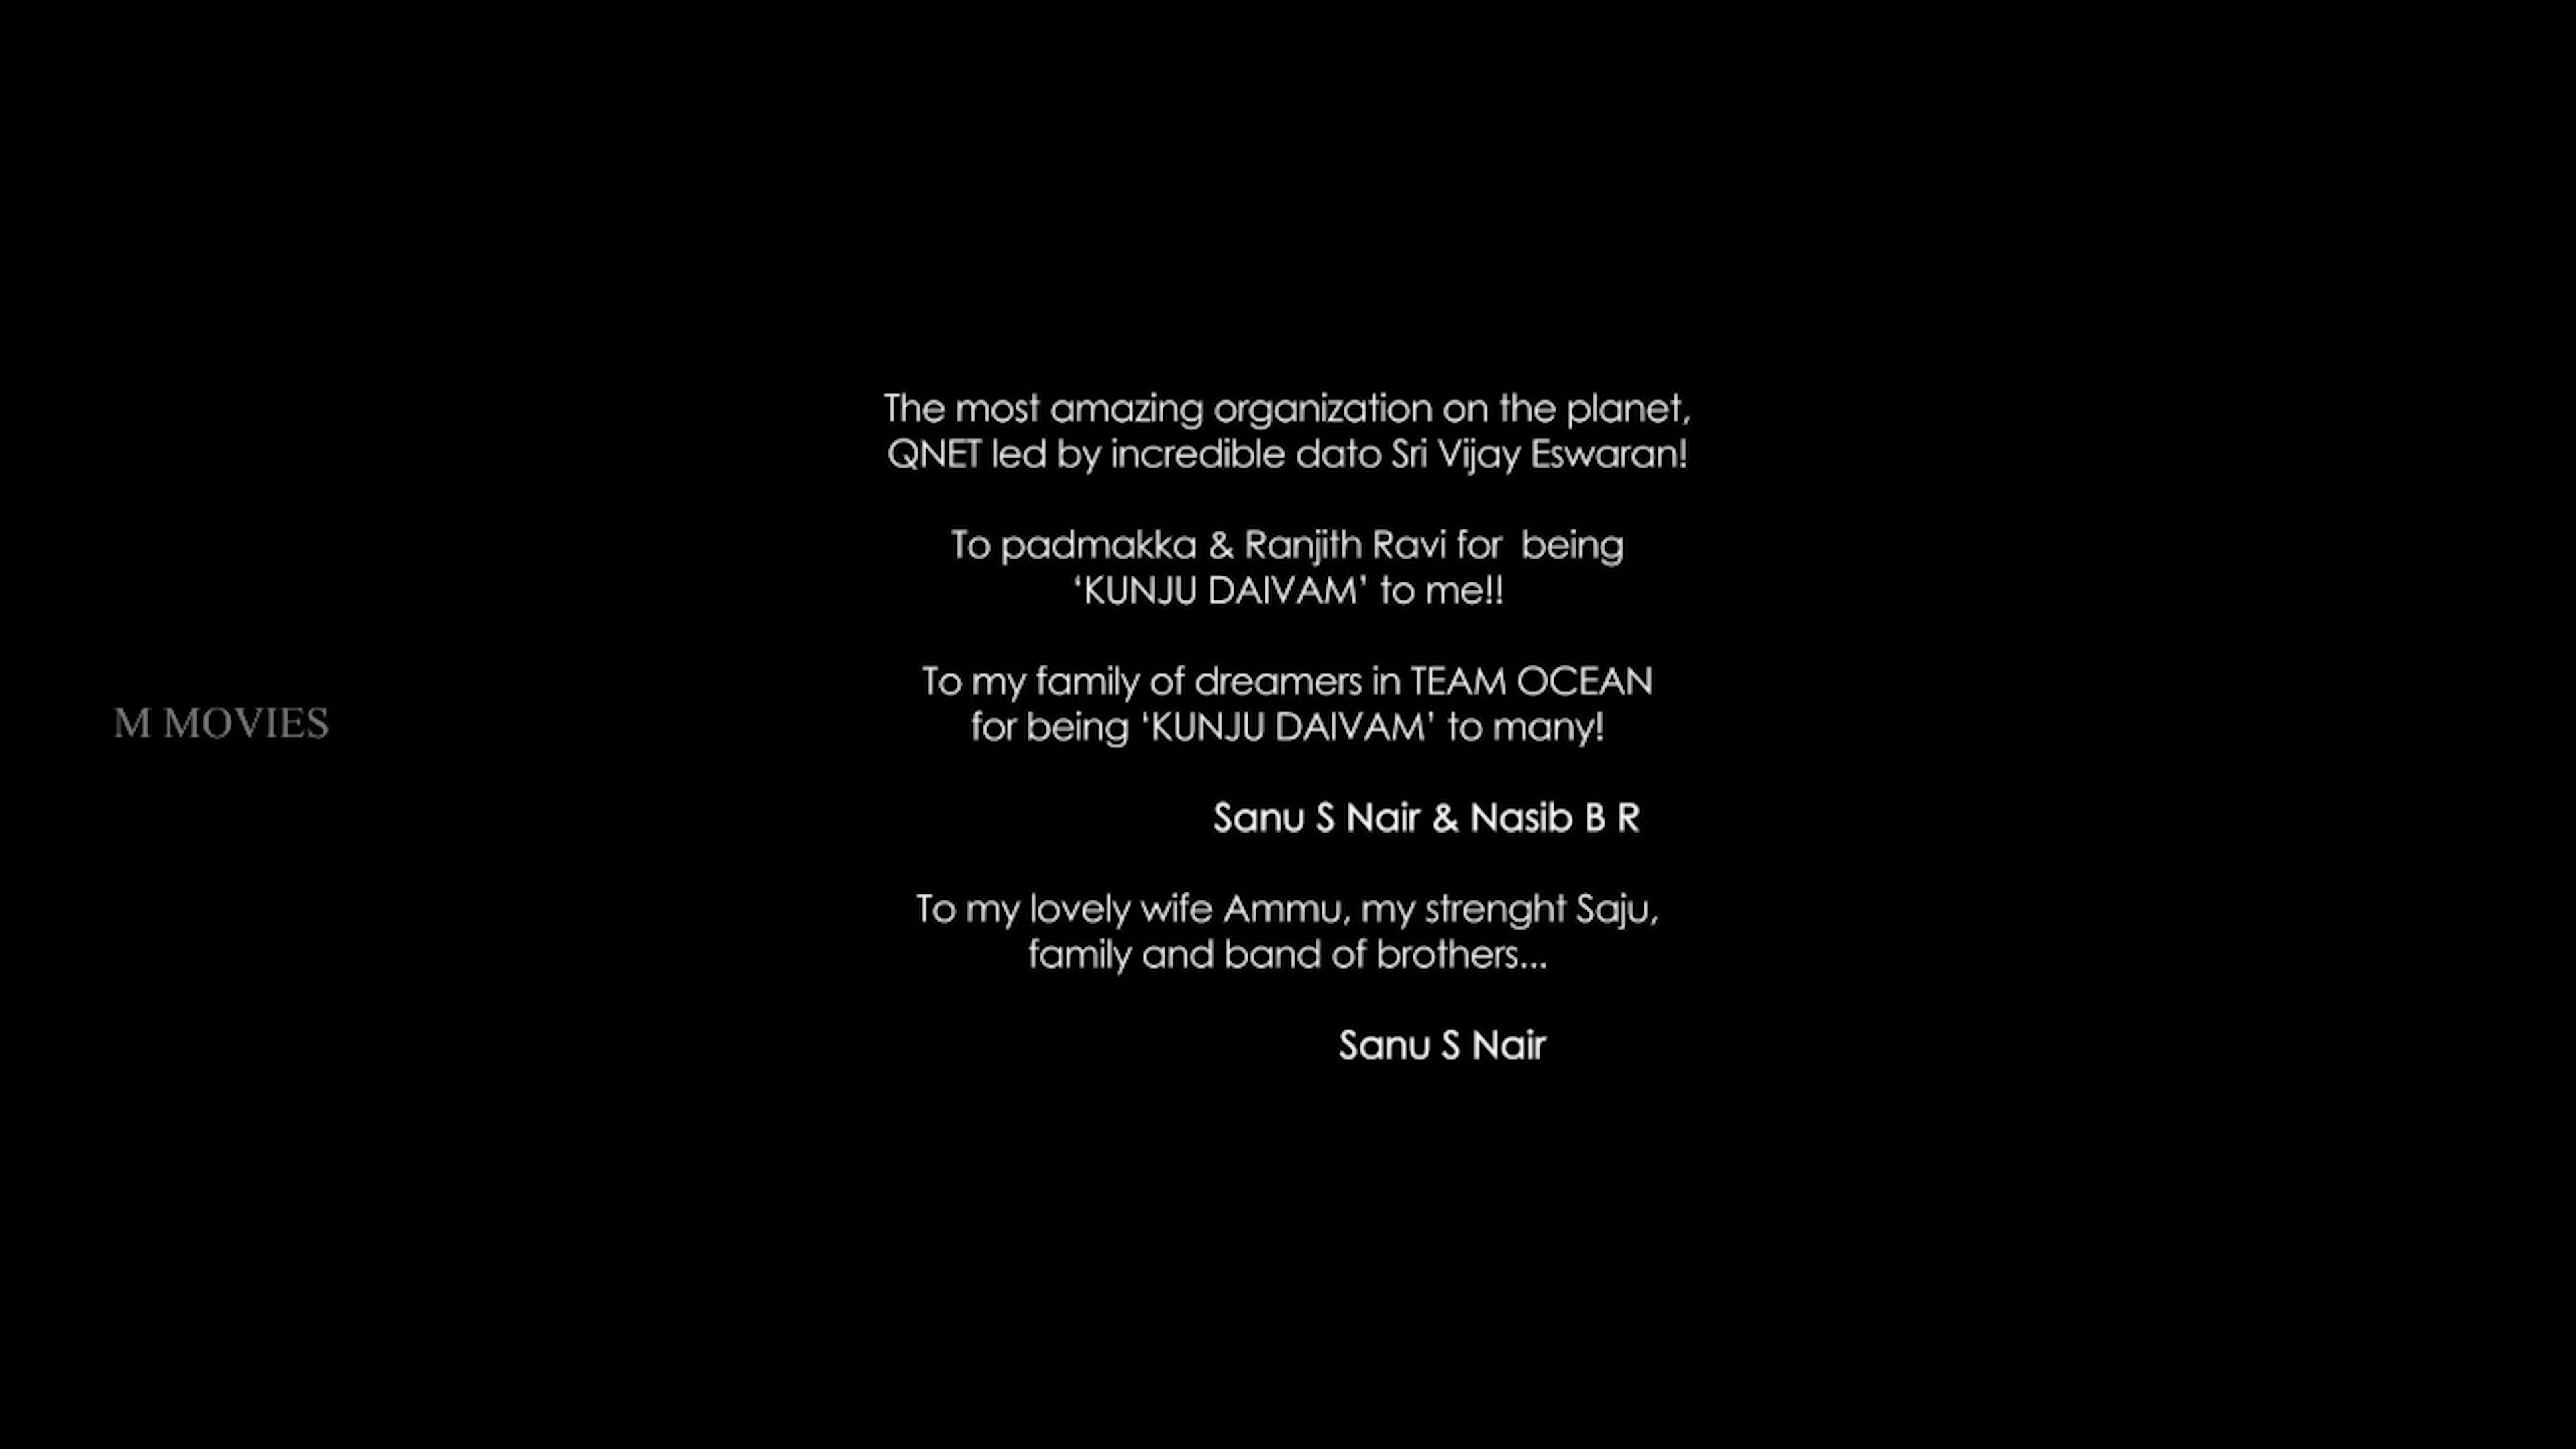 The most amazing organization on the planet,
QNET led by incredible dato Sri Vijay Eswaran!
To padmakka & Ranjith Ravi for being
‘KUNJU DAIVAM’ to me!!
To my family of dreamers in TEAM OCEAN
for being ‘KUNJU DAIVAM’ to many!
M MOVIES
Sanu S Nair & Nasib B R
To my lovely wife Ammu, my strenght Saju,
family and band of brothers...
Sanu S Nair